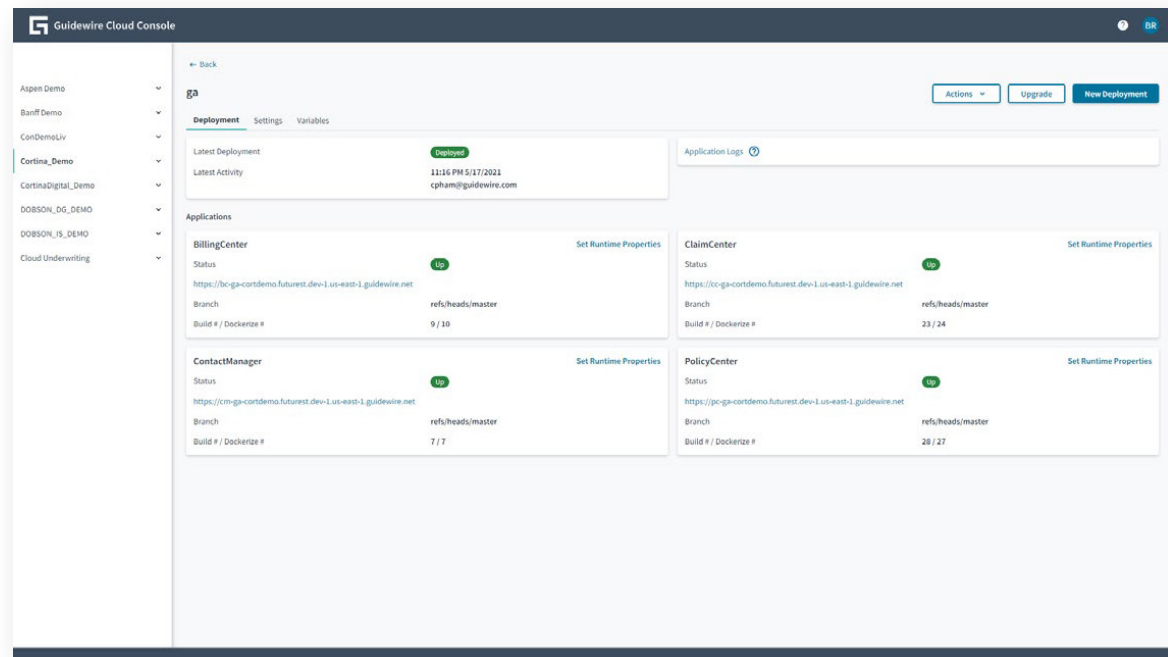 Guidewire Cloud Console
BR
← Back
Aspen Demo
Banff Demo
ConDemoLiv
Cortina_Demo
CortinaDigital_Demo
DOBSON_DG_DEMO
DOBSON_IS_DEMO
Cloud Underwriting
ga
Actions
Upgrade
New Deployment
Deployment Settings Variables
Latest Deployment Deployed
Latest Activity 11:16 PM 5/17/2021
cpham@guidewire.com
Application Logs ?
Applications
BillingCenter Set Runtime Properties
Status Up
https://bc-ga-cortdemo.futurest.dev-1.us-east-1.guidewire.net
Branch refs/heads/master
Build # / Dockerize # 9 / 10
ClaimCenter Set Runtime Properties
Status Up
https://cc-ga-cortdemo.futurest.dev-1.us-east-1.guidewire.net
Branch refs/heads/master
Build # / Dockerize # 23 / 24
ContactManager Set Runtime Properties
Status Up
https://cm-ga-cortdemo.futurest.dev-1.us-east-1.guidewire.net
Branch refs/heads/master
Build # / Dockerize # 7 / 7
PolicyCenter Set Runtime Properties
Status Up
https://pc-ga-cortdemo.futurest.dev-1.us-east-1.guidewire.net
Branch refs/heads/master
Build # / Dockerize # 28 / 27